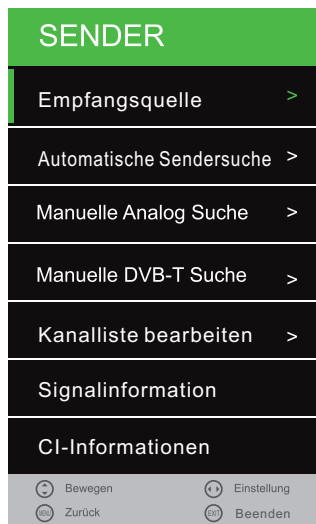 SENDER
Empfangsquelle >
Automatische Sendersuche >
Manuelle Analog Suche >
Manuelle DVB-T Suche >
Kanalliste bearbeiten >
Signalinformation
CI-Informationen
Bewegen Einstellung
MENU Zurück EXIT Beenden